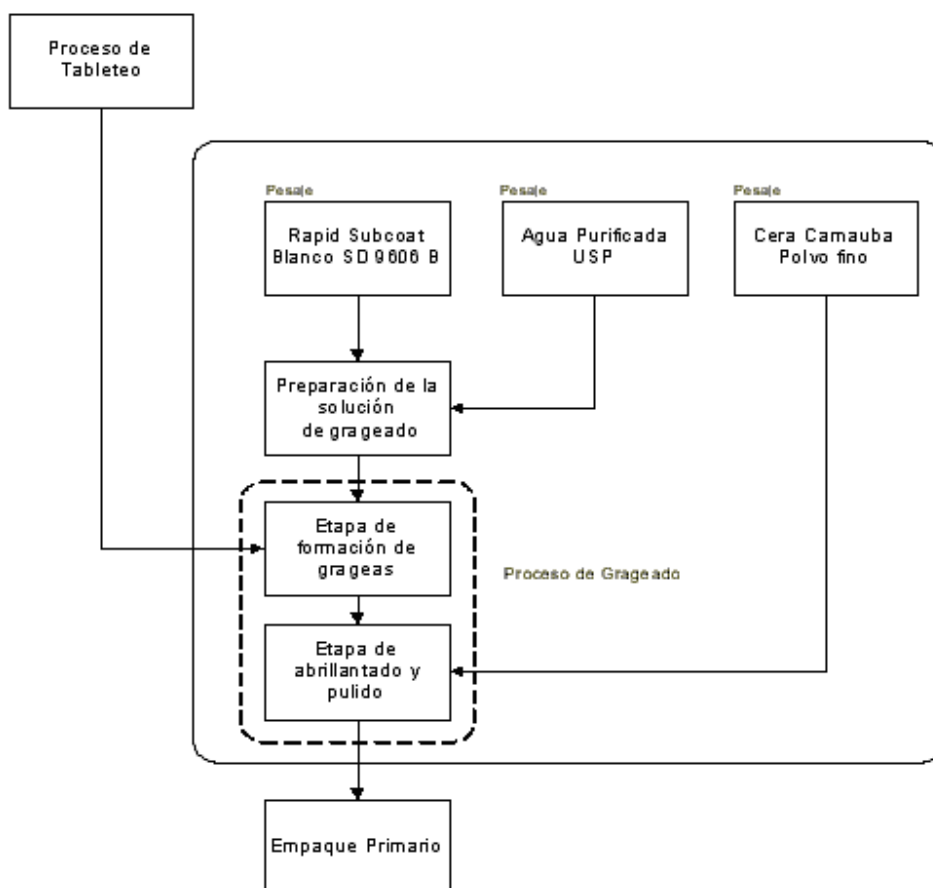 Proceso de
Tableteo
Pesaje
Pesaje
Pesaje
Rapid Subcoat
Blanco SD 9606 B
Agua Purificada
USP
Cera Carnauba
Polvo fino
Preparación de la
solución
de grageado
Etapa de
formación de
grageas
Proceso de Grageado
Etapa de
abrillantado y
pulido
Empaque Primario